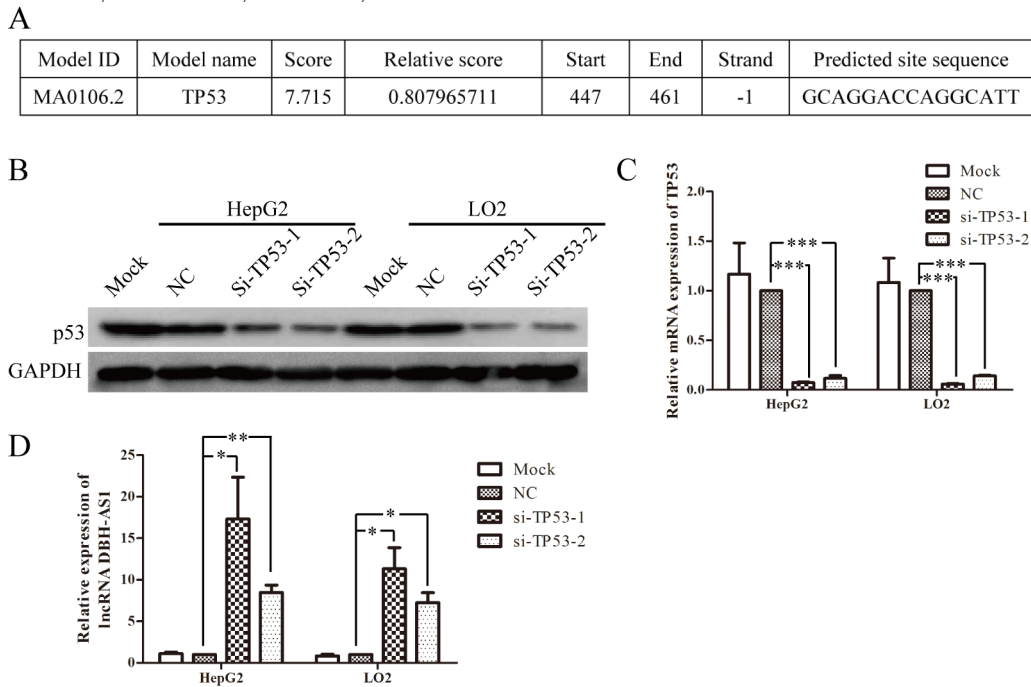 A
Model ID Model name Score Relative score Start End Strand Predicted site sequence
MA0106.2 TP53 7.715 0.807965711 447 461 -1 GCAGGACCAGGCATT
B
HepG2 LO2
Mock NC Si-TP53-1 Si-TP53-2 Mock NC Si-TP53-1 Si-TP53-2
p53
GAPDH
C
Relative mRNA expression of TP53
2.0
1.5
1.0
0.5
0.0
Mock
NC
si-TP53-1
si-TP53-2
*** ***
*** ***
HepG2 LO2
D
Relative expression of
lncRNA DBH-AS1
25
20
15
10
5
0
** *
* *
Mock
NC
si-TP53-1
si-TP53-2
HepG2 LO2